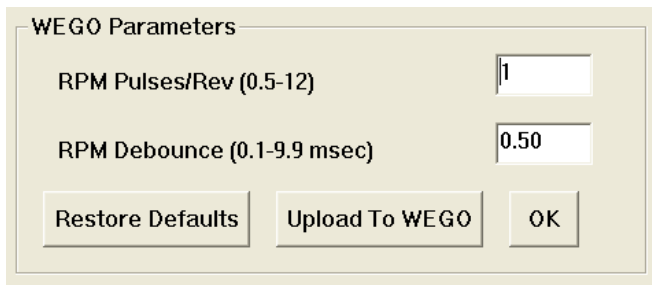 WEGO Parameters
RPM Pulses/Rev (0.5-12) 1
RPM Debounce (0.1-9.9 msec) 0.50
Restore Defaults Upload To WEGO OK